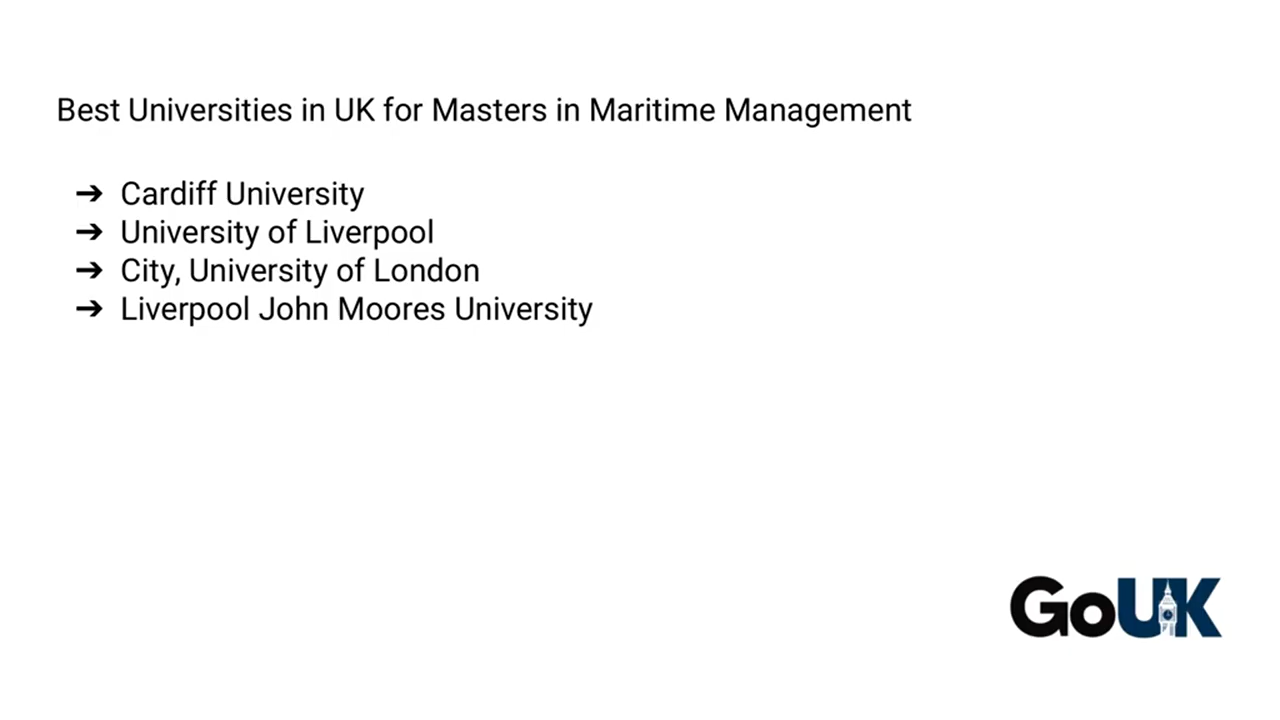 Best Universities in UK for Masters in Maritime Management
➔ Cardiff University
➔ University of Liverpool
➔ City, University of London
➔ Liverpool John Moores University
GoUK